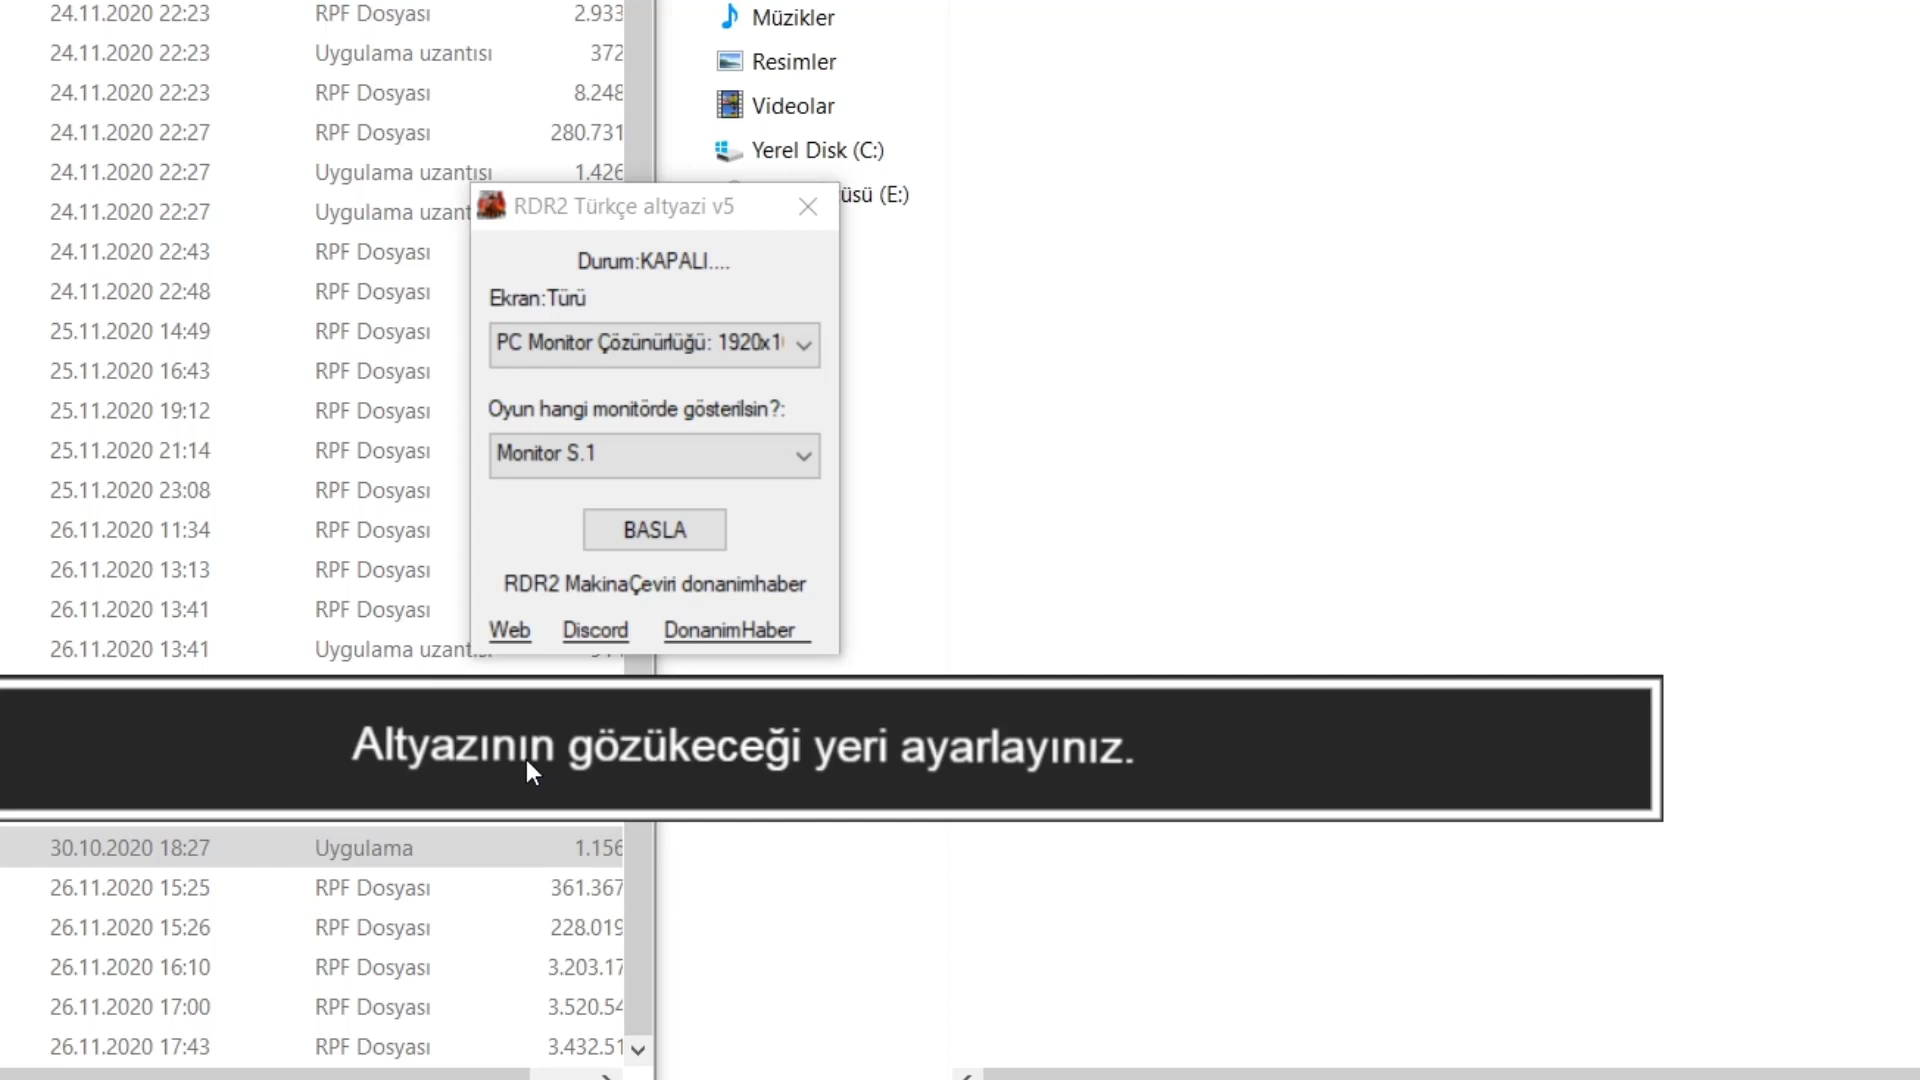 24.11.2020 22:23 RPF Dosyası 2.933
24.11.2020 22:23 Uygulama uzantısı 372
24.11.2020 22:23 RPF Dosyası 8.248
24.11.2020 22:27 RPF Dosyası 280.731
24.11.2020 22:27 Uygulama uzantısı 1.426
24.11.2020 22:27 Uygulama uzant
24.11.2020 22:43 RPF Dosyası
24.11.2020 22:48 RPF Dosyası
25.11.2020 14:49 RPF Dosyası
25.11.2020 16:43 RPF Dosyası
25.11.2020 19:12 RPF Dosyası
25.11.2020 21:14 RPF Dosyası
25.11.2020 23:08 RPF Dosyası
26.11.2020 11:34 RPF Dosyası
26.11.2020 13:13 RPF Dosyası
26.11.2020 13:41 RPF Dosyası
26.11.2020 13:41 Uygulama uzant
Müzikler
Resimler
Videolar
Yerel Disk (C:)
üsü (E:)
RDR2 Türkçe altyazi v5
Durum:KAPALI....
Ekran:Türü
PC Monitor Çözünürlüğü: 1920x1
Oyun hangi monitörde gösterilsin?:
Monitor S.1
BASLA
RDR2 MakinaÇeviri donanimhaber
Web Discord DonanimHaber
Altyazının gözükeceği yeri ayarlayınız.
30.10.2020 18:27 Uygulama 1.156
26.11.2020 15:25 RPF Dosyası 361.367
26.11.2020 15:26 RPF Dosyası 228.019
26.11.2020 16:10 RPF Dosyası 3.203.17
26.11.2020 17:00 RPF Dosyası 3.520.54
26.11.2020 17:43 RPF Dosyası 3.432.51